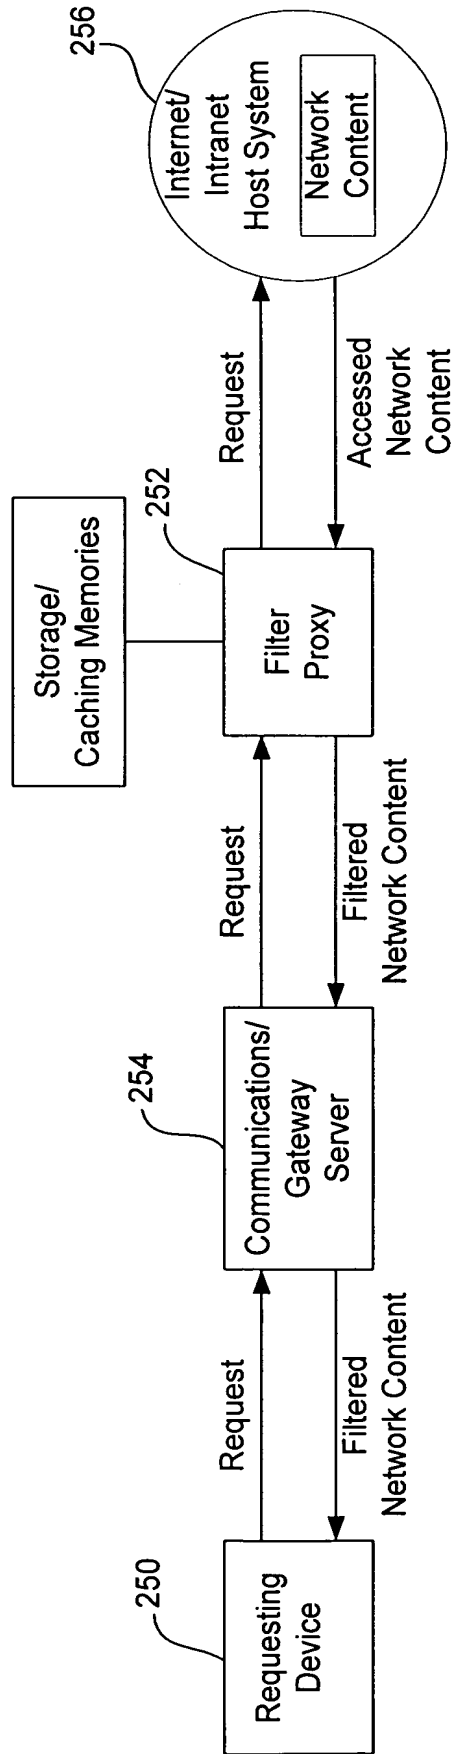 250
Requesting
Device
Request
Filtered
Network Content
254
Communications/
Gateway
Server
Request
Filtered
Network Content
Storage/
Caching Memories
252
Filter
Proxy
Request
Accessed
Network
Content
256
Internet/
Intranet
Host System
Network
Content